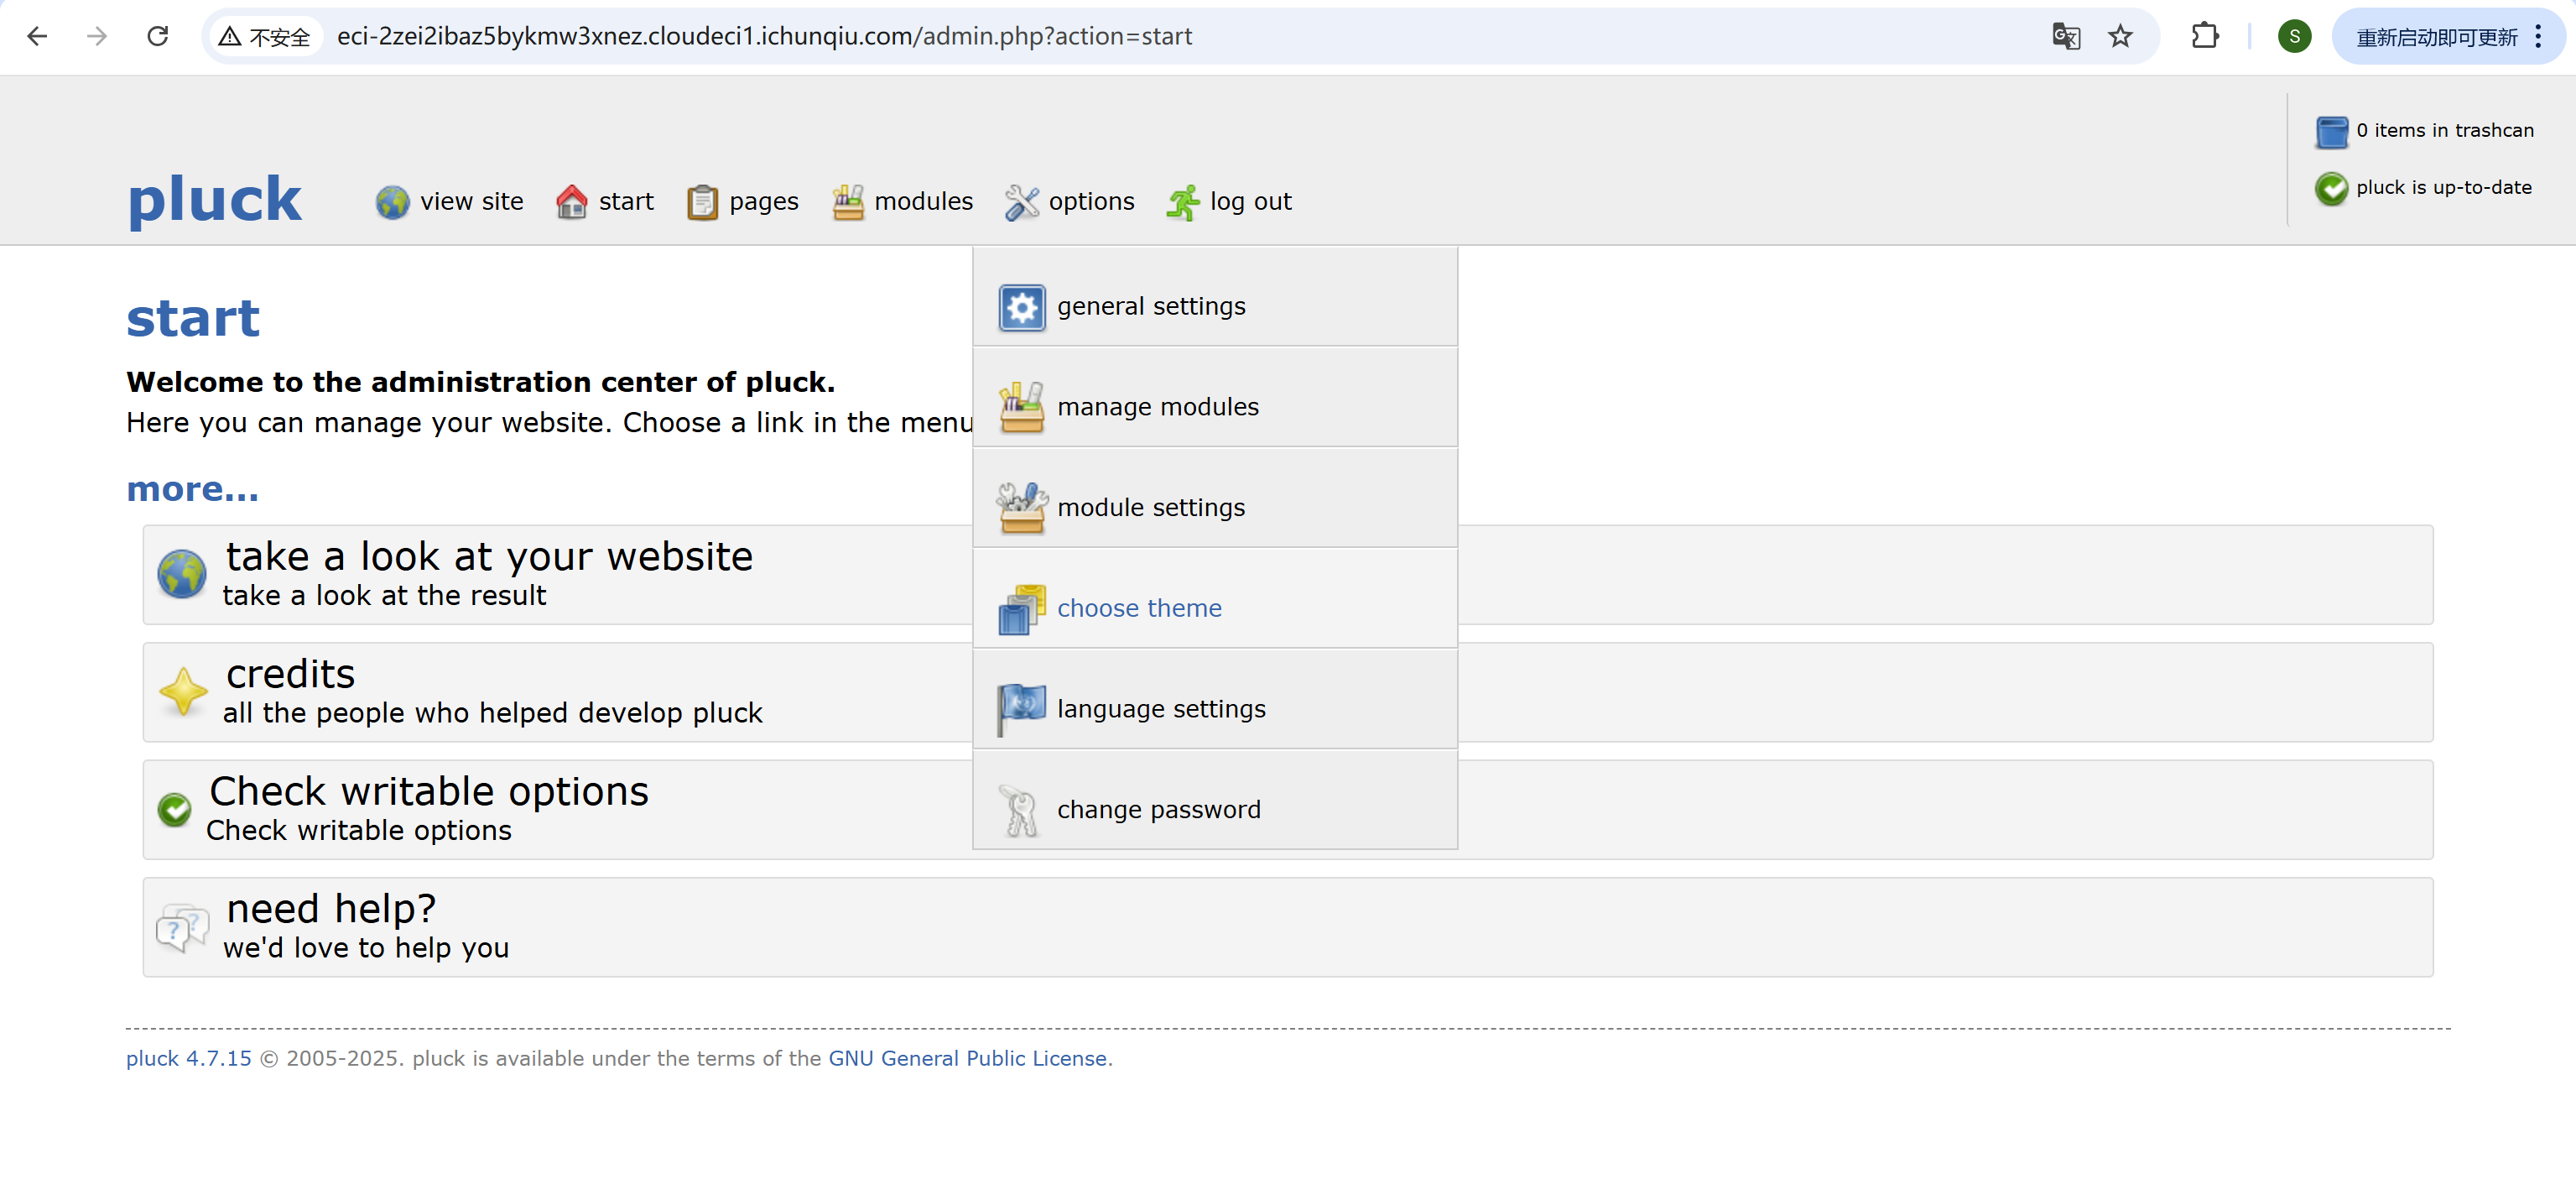 不安全
eci-2zei2ibaz5bykmw3xnez.cloudeci1.ichunqiu.com/admin.php?action=start
S
重新启动即可更新
0 items in trashcan
pluck is up-to-date
pluck
view site
start
pages
modules
options
log out
general settings
manage modules
module settings
choose theme
language settings
change password
start
Welcome to the administration center of pluck.
Here you can manage your website. Choose a link in the menu
more...
take a look at your website
take a look at the result
credits
all the people who helped develop pluck
Check writable options
Check writable options
need help?
we'd love to help you
pluck 4.7.15 © 2005-2025. pluck is available under the terms of the GNU General Public License.